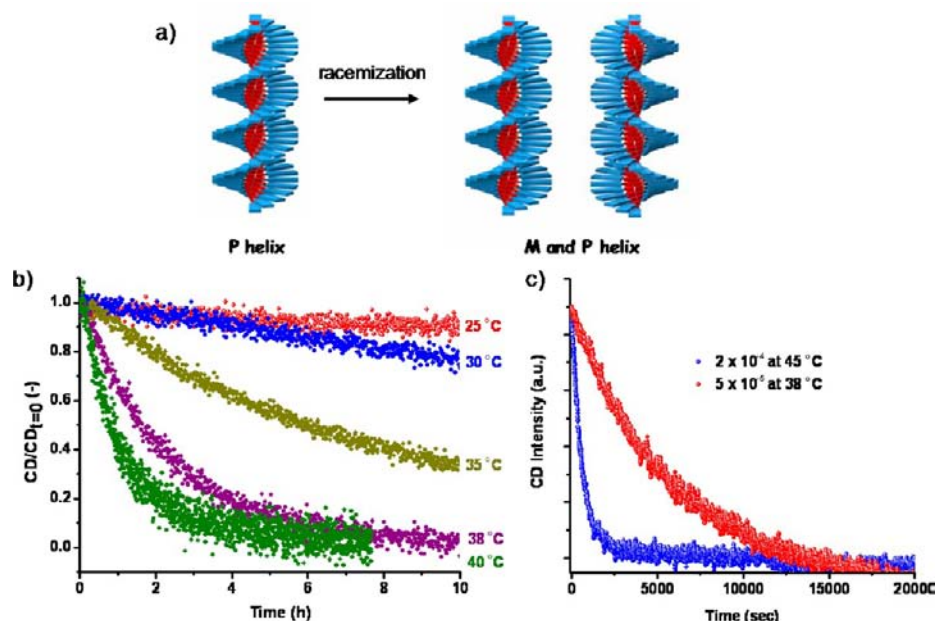 a)
racemization
P helix
M and P helix
b)
CD/CDt=0 (-)
1.0
0.8
0.6
0.4
0.2
0.0
25 °C
30 °C
35 °C
38 °C
40 °C
0 2 4 6 8 10
Time (h)
c)
CD Intensity (a.u.)
2 x 10⁻⁴ at 45 °C
5 x 10⁻⁵ at 38 °C
0 5000 10000 15000 20000
Time (sec)